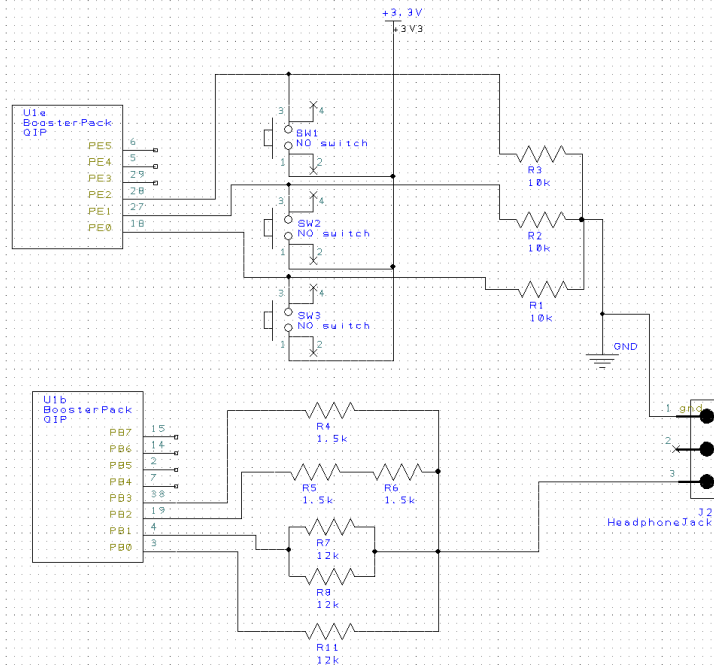 +3.3V
+3V3
U1e
BoosterPack
QIP
PE5 6
PE4 5
PE3 29
PE2 28
PE1 27
PE0 18
3 4
SW1
NO switch
1 2
3 4
SW2
NO switch
1 2
3 4
SW3
NO switch
1 2
R3
10k
R2
10k
R1
10k
GND
U1b
BoosterPack
QIP
PB7 15
PB6 14
PB5 2
PB4 7
PB3 38
PB2 19
PB1 4
PB0 3
R4
1.5k
R5 R6
1.5k 1.5k
R7
12k
R8
12k
R11
12k
1 gnd
2
3
J2
HeadphoneJack